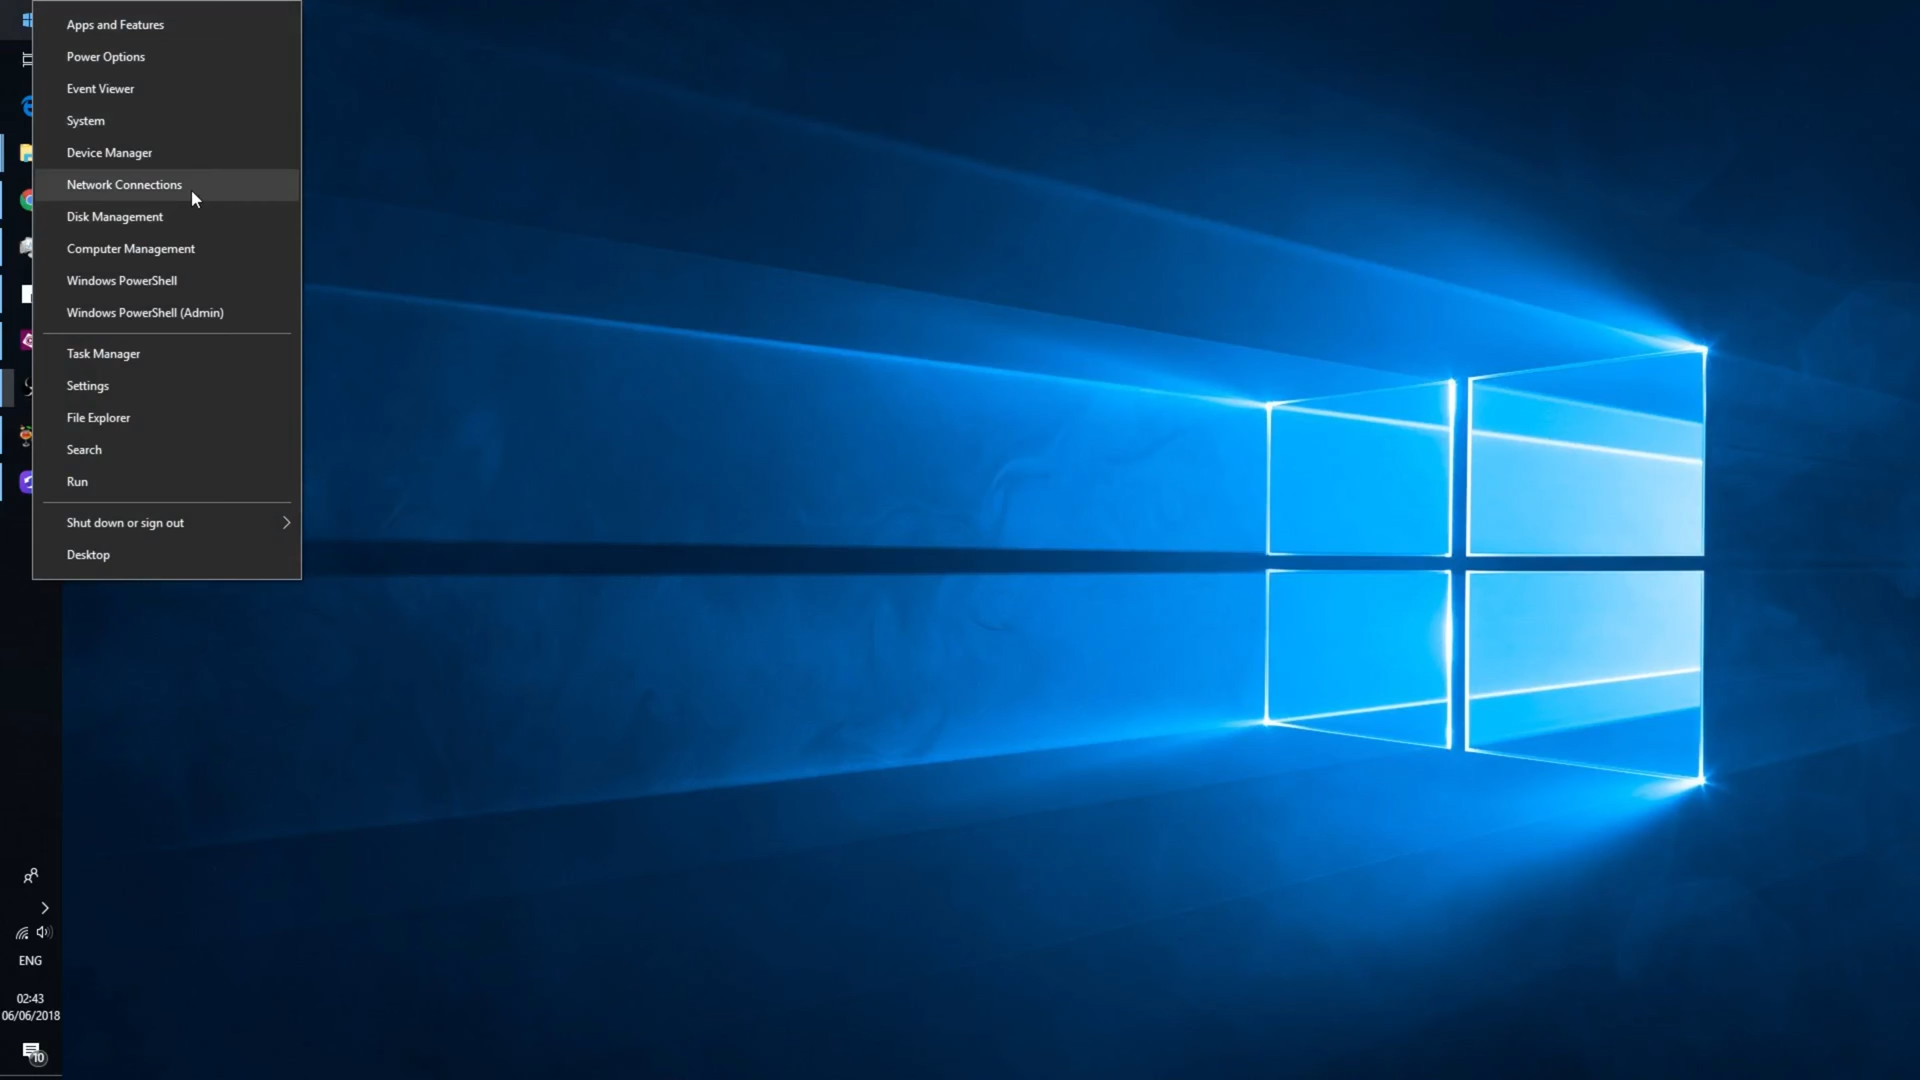 Apps and Features
Power Options
Event Viewer
System
Device Manager
Network Connections
Disk Management
Computer Management
Windows PowerShell
Windows PowerShell (Admin)
Task Manager
Settings
File Explorer
Search
Run
Shut down or sign out
Desktop
ENG
02:43
06/06/2018
10